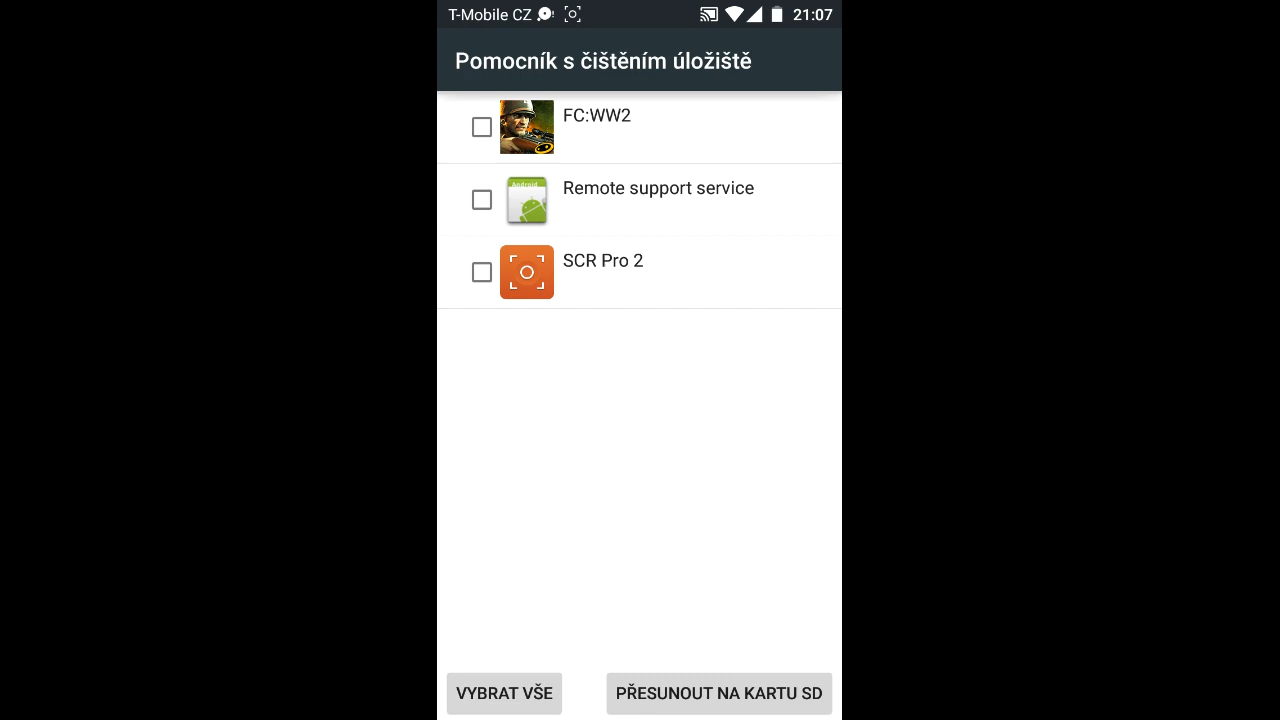 T-Mobile CZ 21:07
Pomocník s čištěním úložiště
FC:WW2
Android
Remote support service
SCR Pro 2
VYBRAT VŠE PŘESUNOUT NA KARTU SD